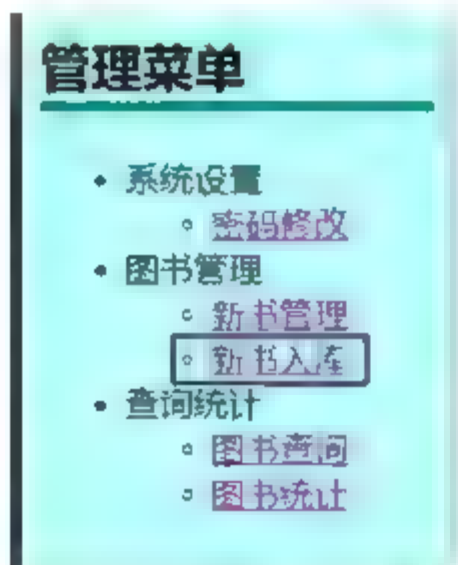 管理菜单
系统设置
密码修改
图书管理
新书管理
新书入库
查询统计
图书查询
图书统计